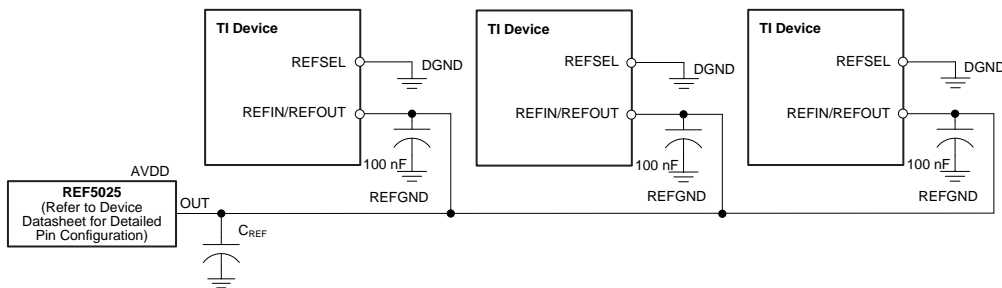 TI Device
REFSEL
DGND
REFIN/REFOUT
100 nF
REFGND
TI Device
REFSEL
DGND
REFIN/REFOUT
100 nF
REFGND
TI Device
REFSEL
DGND
REFIN/REFOUT
100 nF
REFGND
AVDD
REF5025
(Refer to Device
Datasheet for Detailed
Pin Configuration)
OUT
CREF